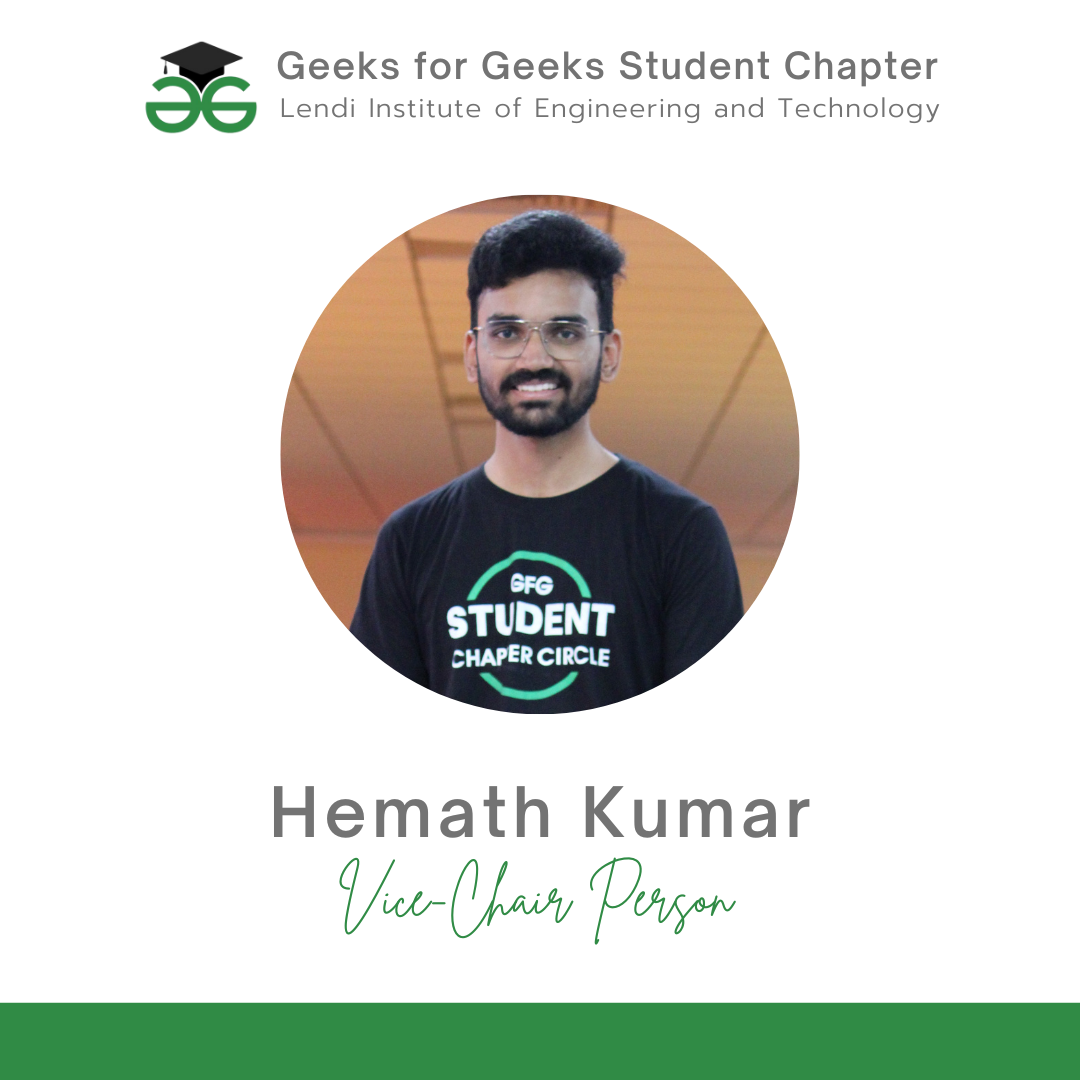 Geeks for Geeks Student Chapter
Lendi Institute of Engineering and Technology
GFG
STUDENT
CHAPER CIRCLE
Hemath Kumar
Vice-Chair Person